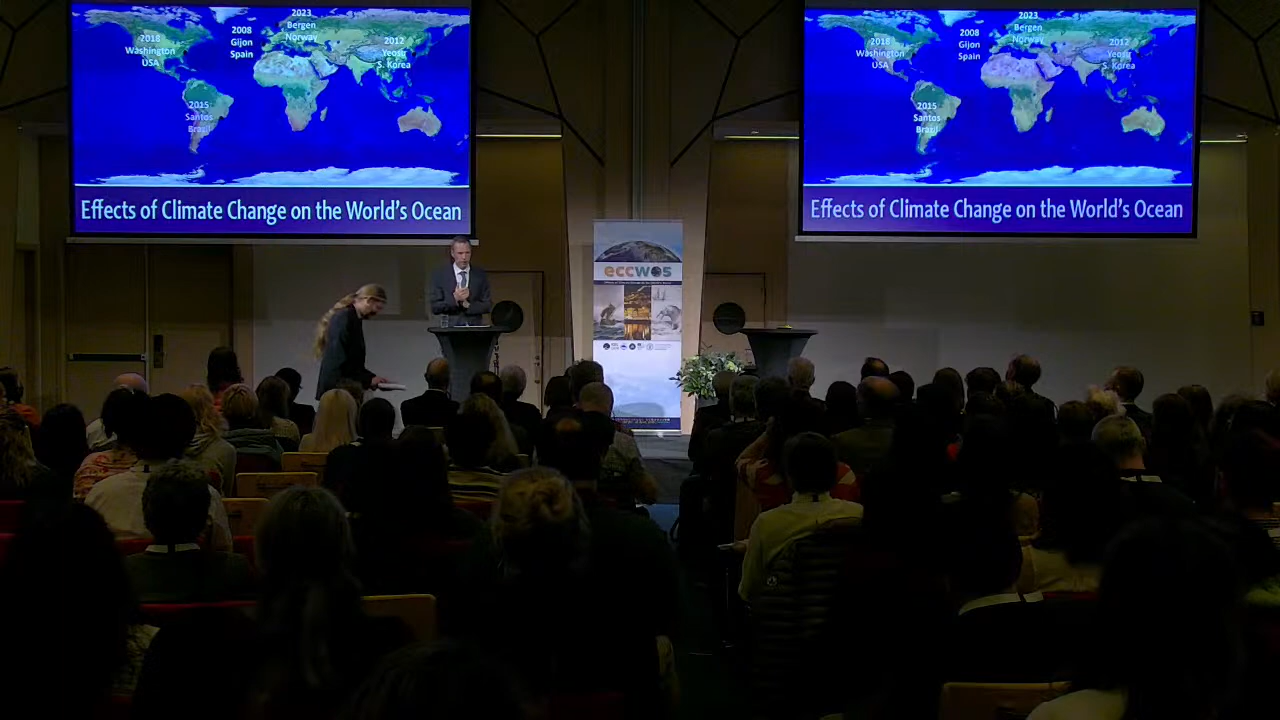 2023
Bergen
Norway
2008
Gijon
Spain
2018
Washington
USA
2012
Yeosu
S. Korea
2015
Santos
Brazil
Effects of Climate Change on the World's Ocean
2023
Bergen
Norway
2008
Gijon
Spain
2018
Washington
USA
2012
Yeosu
S. Korea
2015
Santos
Brazil
Effects of Climate Change on the World's Ocean
eccwos